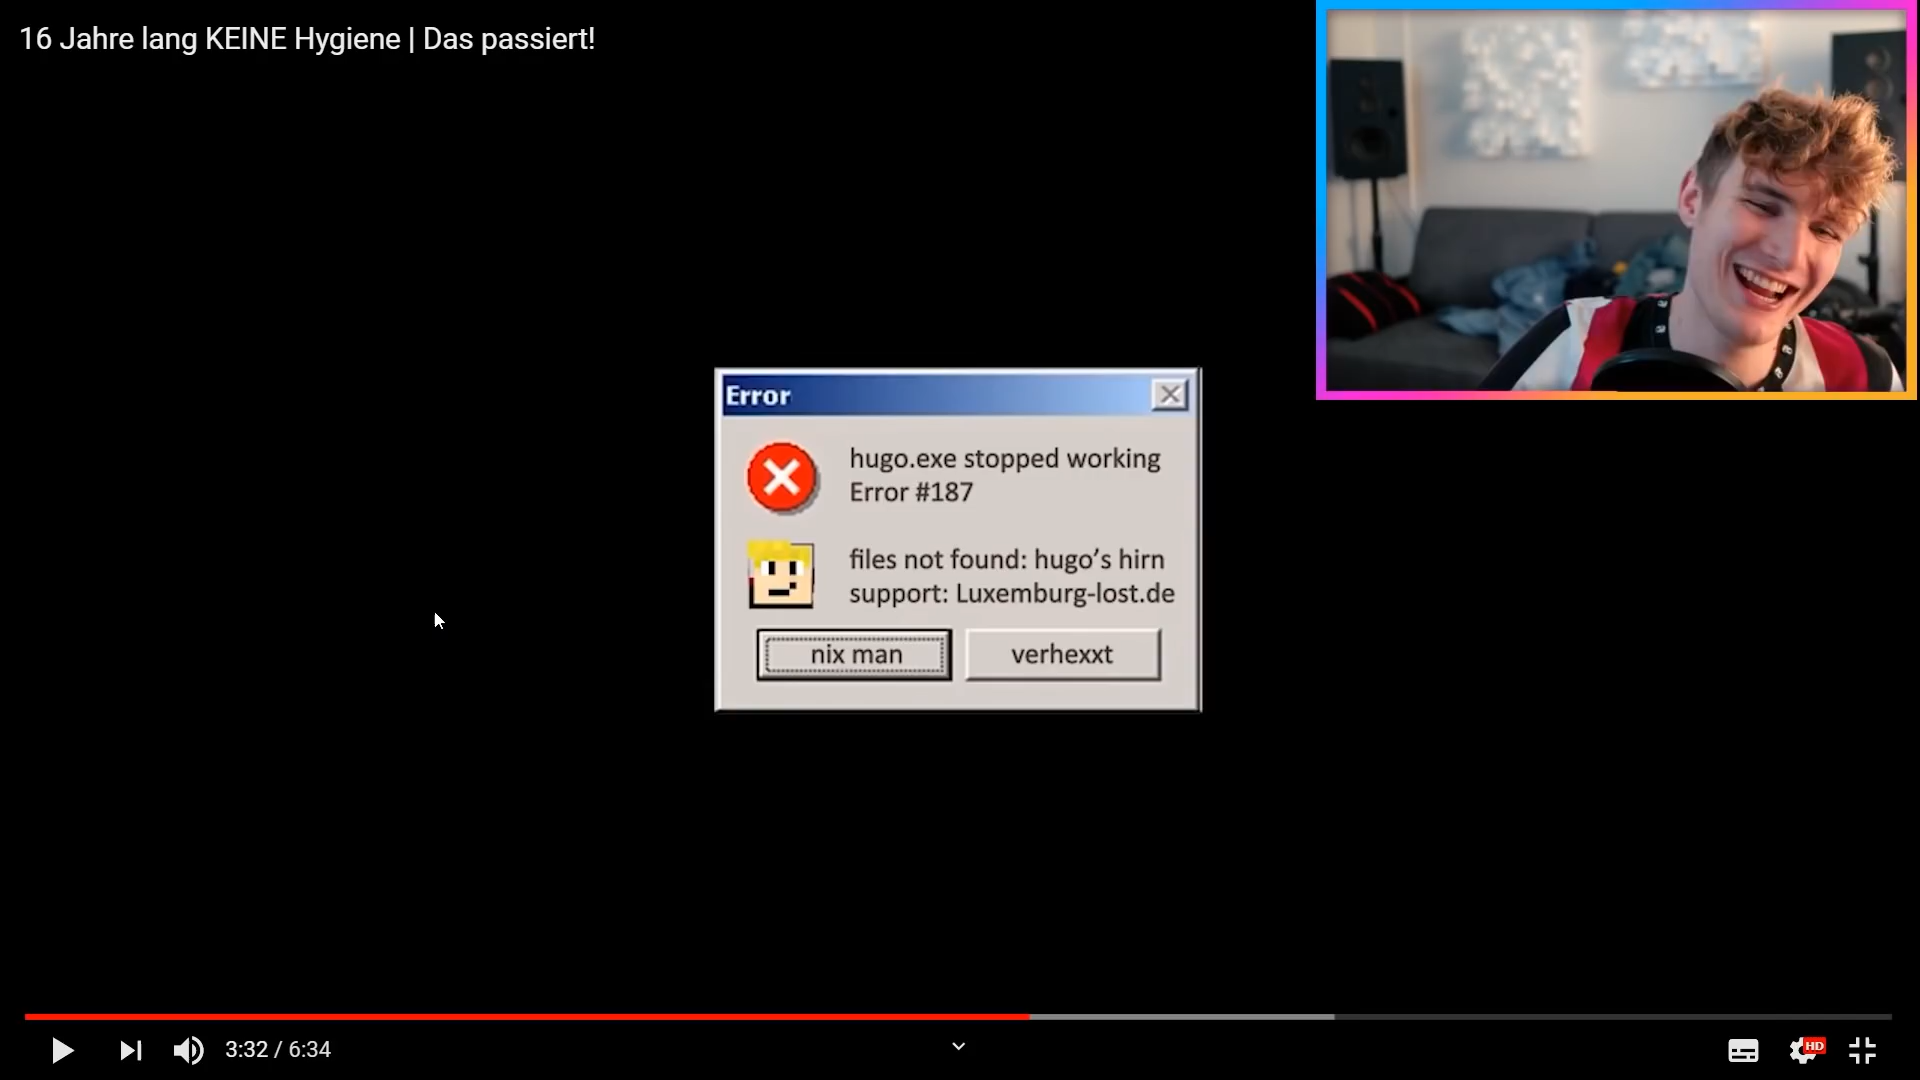 16 Jahre lang KEINE Hygiene | Das passiert!
Error
hugo.exe stopped working
Error #187
files not found: hugo’s hirn
support: Luxemburg-lost.de
nix man
verhexxt
3:32 / 6:34
HD